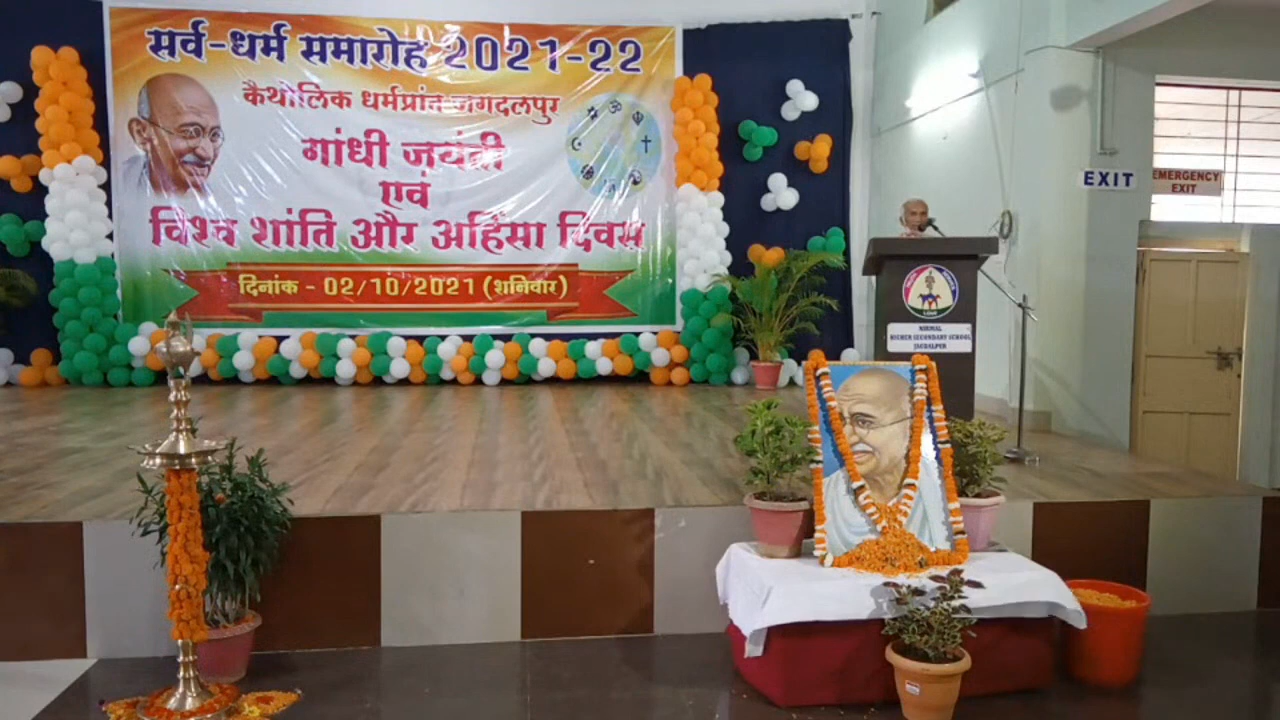 सर्व-धर्म समारोह 2021-22
कैथोलिक धर्मप्रांत जगदलपुर
गांधी जयंती
एवं
विश्व शांति और अहिंसा दिवस
दिनांक - 02/10/2021 (शनिवार)
EXIT
EMERGENCY
EXIT
NIRMAL
HIGHER SECONDARY SCHOOL
JAGDALPUR